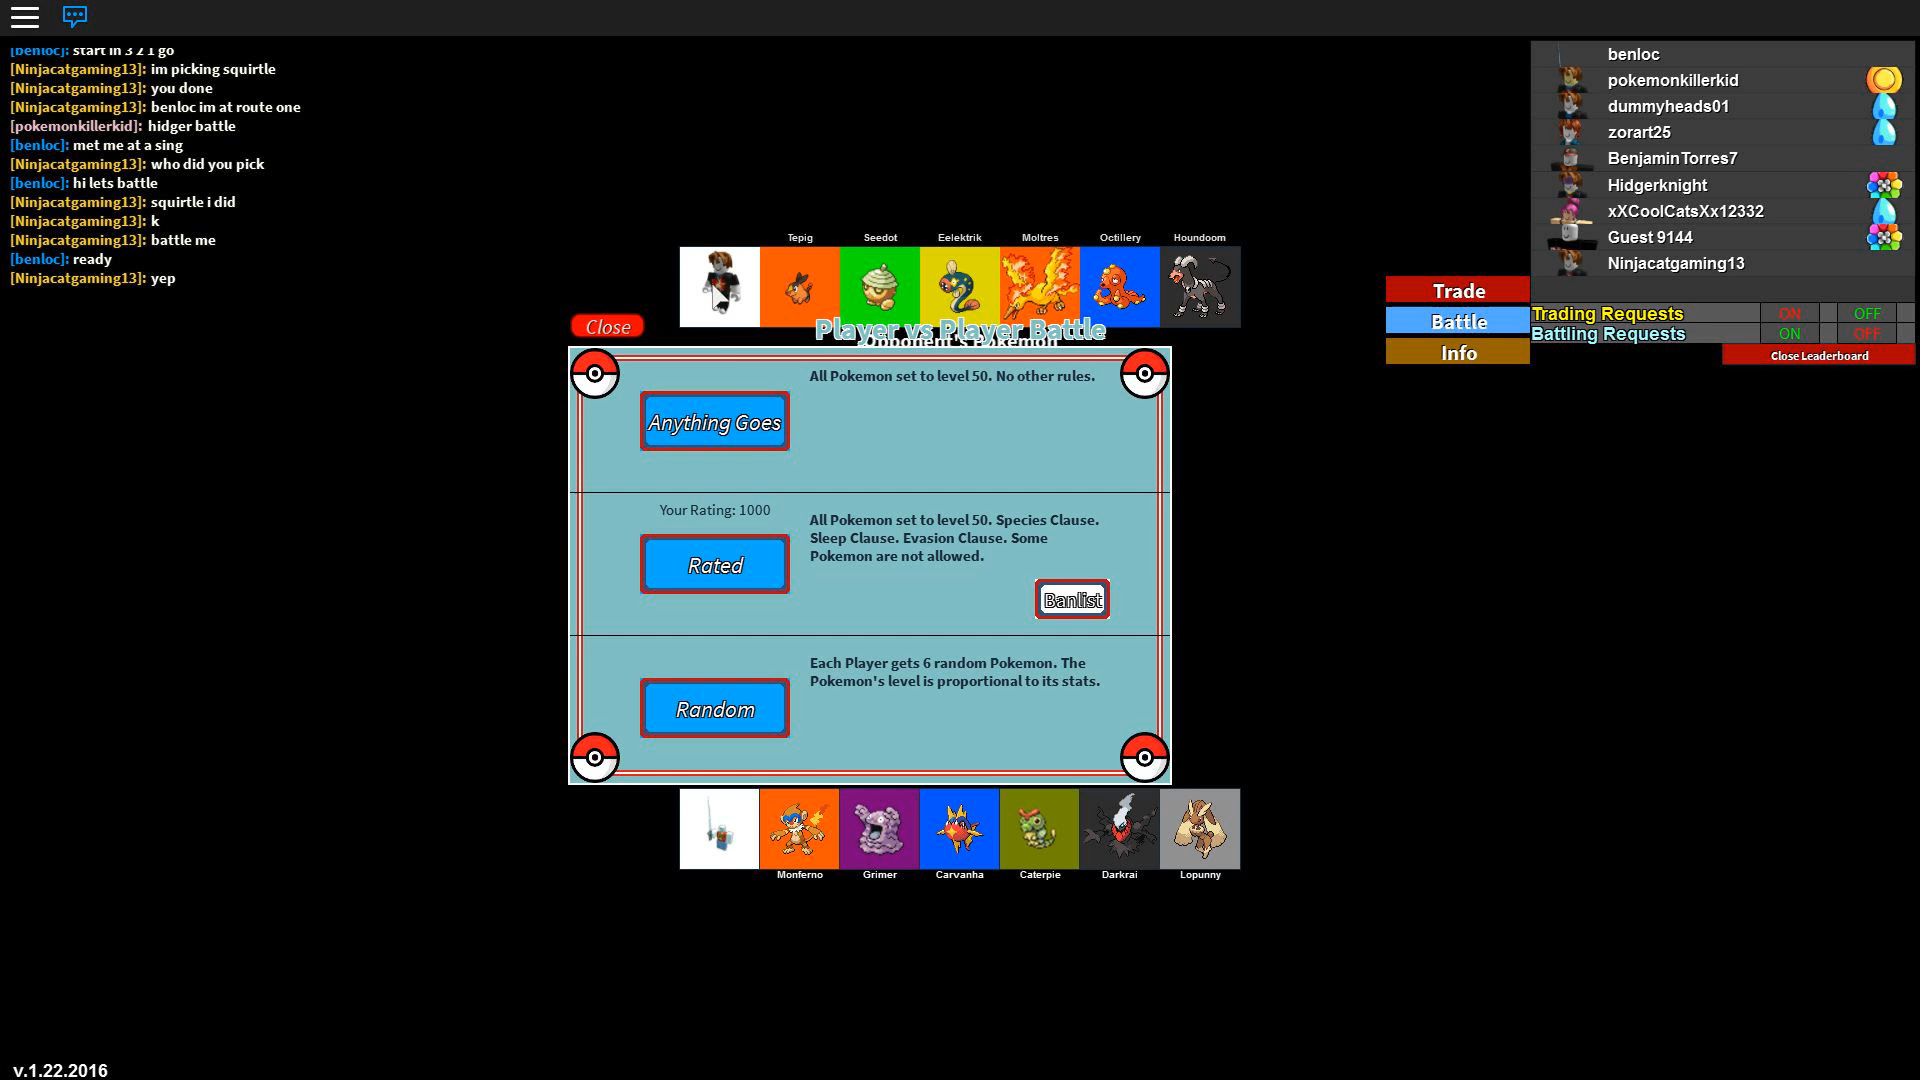 [benloc]: start in 3 2 1 go
[Ninjacatgaming13]: im picking squirtle
[Ninjacatgaming13]: you done
[Ninjacatgaming13]: benloc im at route one
[pokemonkillerkid]: hidger battle
[benloc]: met me at a sing
[Ninjacatgaming13]: who did you pick
[benloc]: hi lets battle
[Ninjacatgaming13]: squirtle i did
[Ninjacatgaming13]: k
[Ninjacatgaming13]: battle me
[benloc]: ready
[Ninjacatgaming13]: yep
benloc
pokemonkillerkid
dummyheads01
zorart25
BenjaminTorres7
Hidgerknight
xXCoolCatsXx12332
Guest 9144
Ninjacatgaming13
Trade
Battle
Info
Trading Requests ON OFF
Battling Requests ON OFF
Close Leaderboard
Tepig Seedot Eelektrik Moltres Octillery Houndoom
Close
Player vs Player Battle
Opponent's Pokemon
All Pokemon set to level 50. No other rules.
Anything Goes
Your Rating: 1000
Rated
All Pokemon set to level 50. Species Clause.
Sleep Clause. Evasion Clause. Some
Pokemon are not allowed.
Banlist
Each Player gets 6 random Pokemon. The
Pokemon's level is proportional to its stats.
Random
Monferno Grimer Carvanha Caterpie Darkrai Lopunny
v.1.22.2016